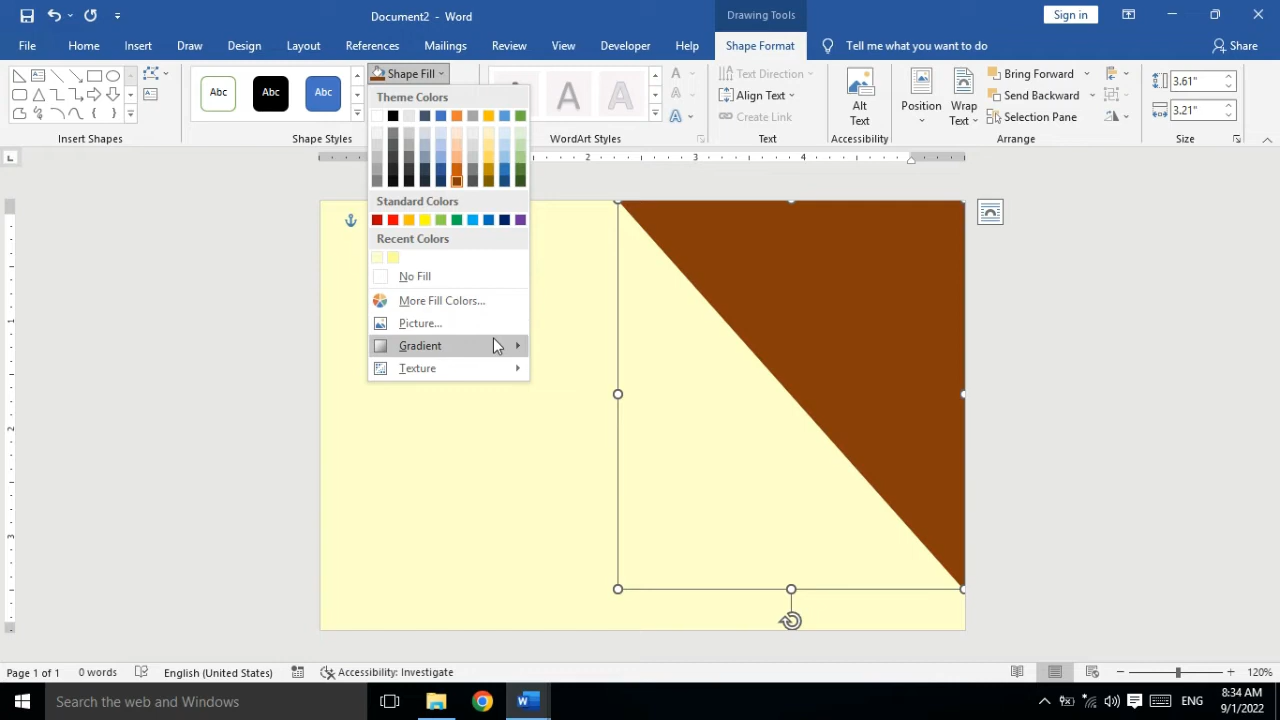 Document2 - Word
Drawing Tools
Sign in
File
Home
Insert
Draw
Design
Layout
References
Mailings
Review
View
Developer
Help
Shape Format
Tell me what you want to do
Share
Abc
Abc
Abc
Shape Fill
Text Direction
Align Text
Create Link
Alt
Text
Position
Wrap
Text
Bring Forward
Send Backward
Selection Pane
3.61"
3.21"
Insert Shapes
Shape Styles
WordArt Styles
Text
Accessibility
Arrange
Size
Theme Colors
Standard Colors
Recent Colors
No Fill
More Fill Colors...
Picture...
Gradient
Texture
2
4
1
2
3
Page 1 of 1
0 words
English (United States)
Accessibility: Investigate
120%
Search the web and Windows
ENG
8:34 AM
9/1/2022